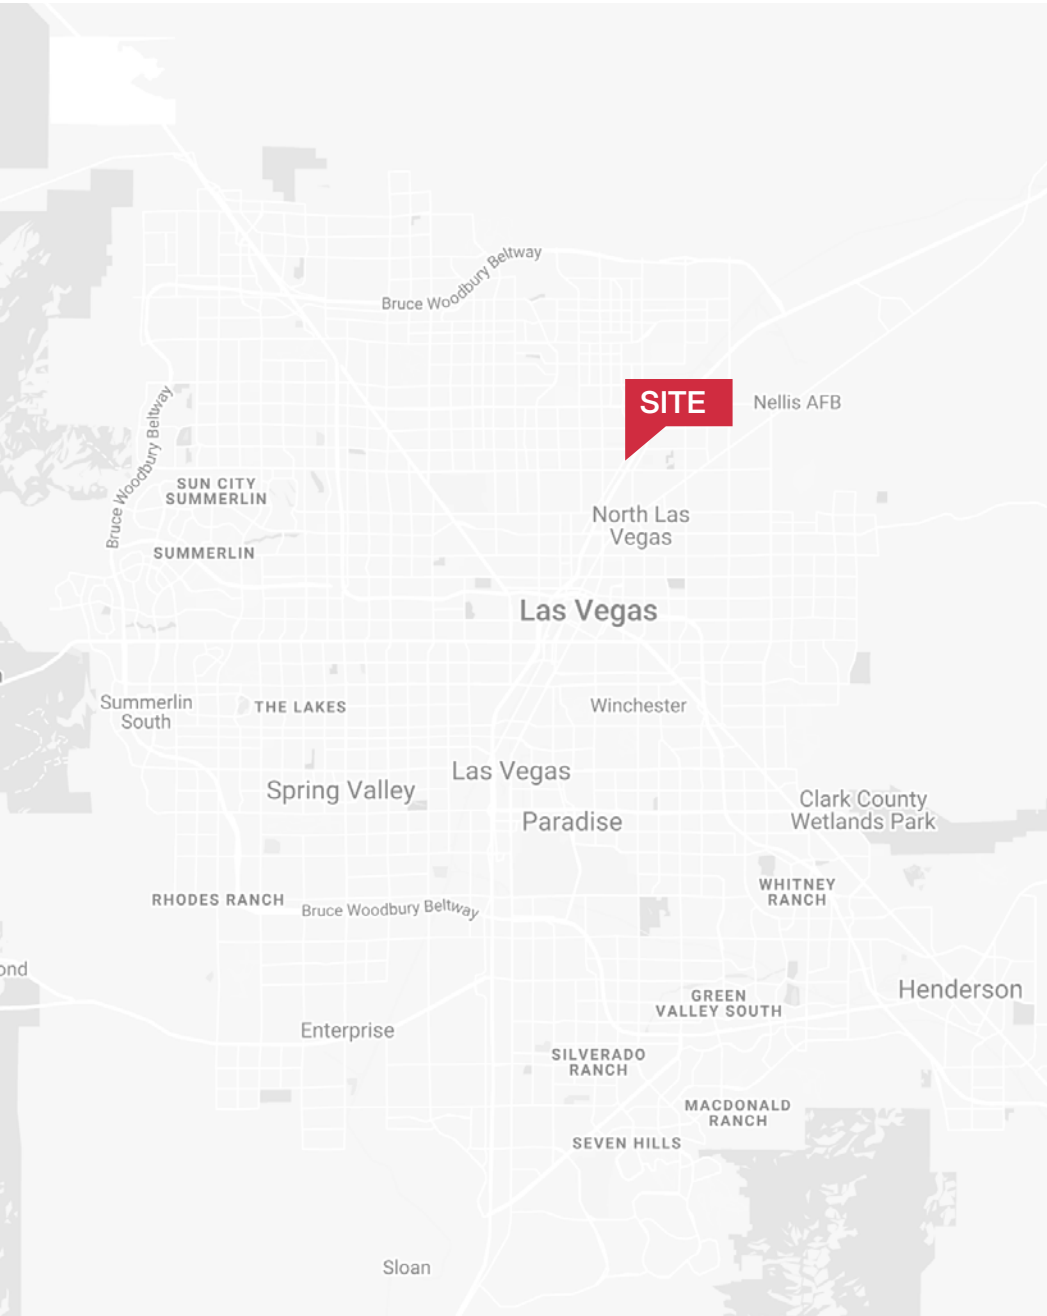 Bruce Woodbury Beltway
Bruce Woodbury Beltway
SITE
Nellis AFB
SUN CITY
SUMMERLIN
North Las
Vegas
SUMMERLIN
Las Vegas
Summerlin
South
THE LAKES
Winchester
Las Vegas
Spring Valley
Clark County
Wetlands Park
Paradise
WHITNEY
RANCH
RHODES RANCH
Bruce Woodbury Beltway
ond
Henderson
GREEN
VALLEY SOUTH
Enterprise
SILVERADO
RANCH
MACDONALD
RANCH
SEVEN HILLS
Sloan